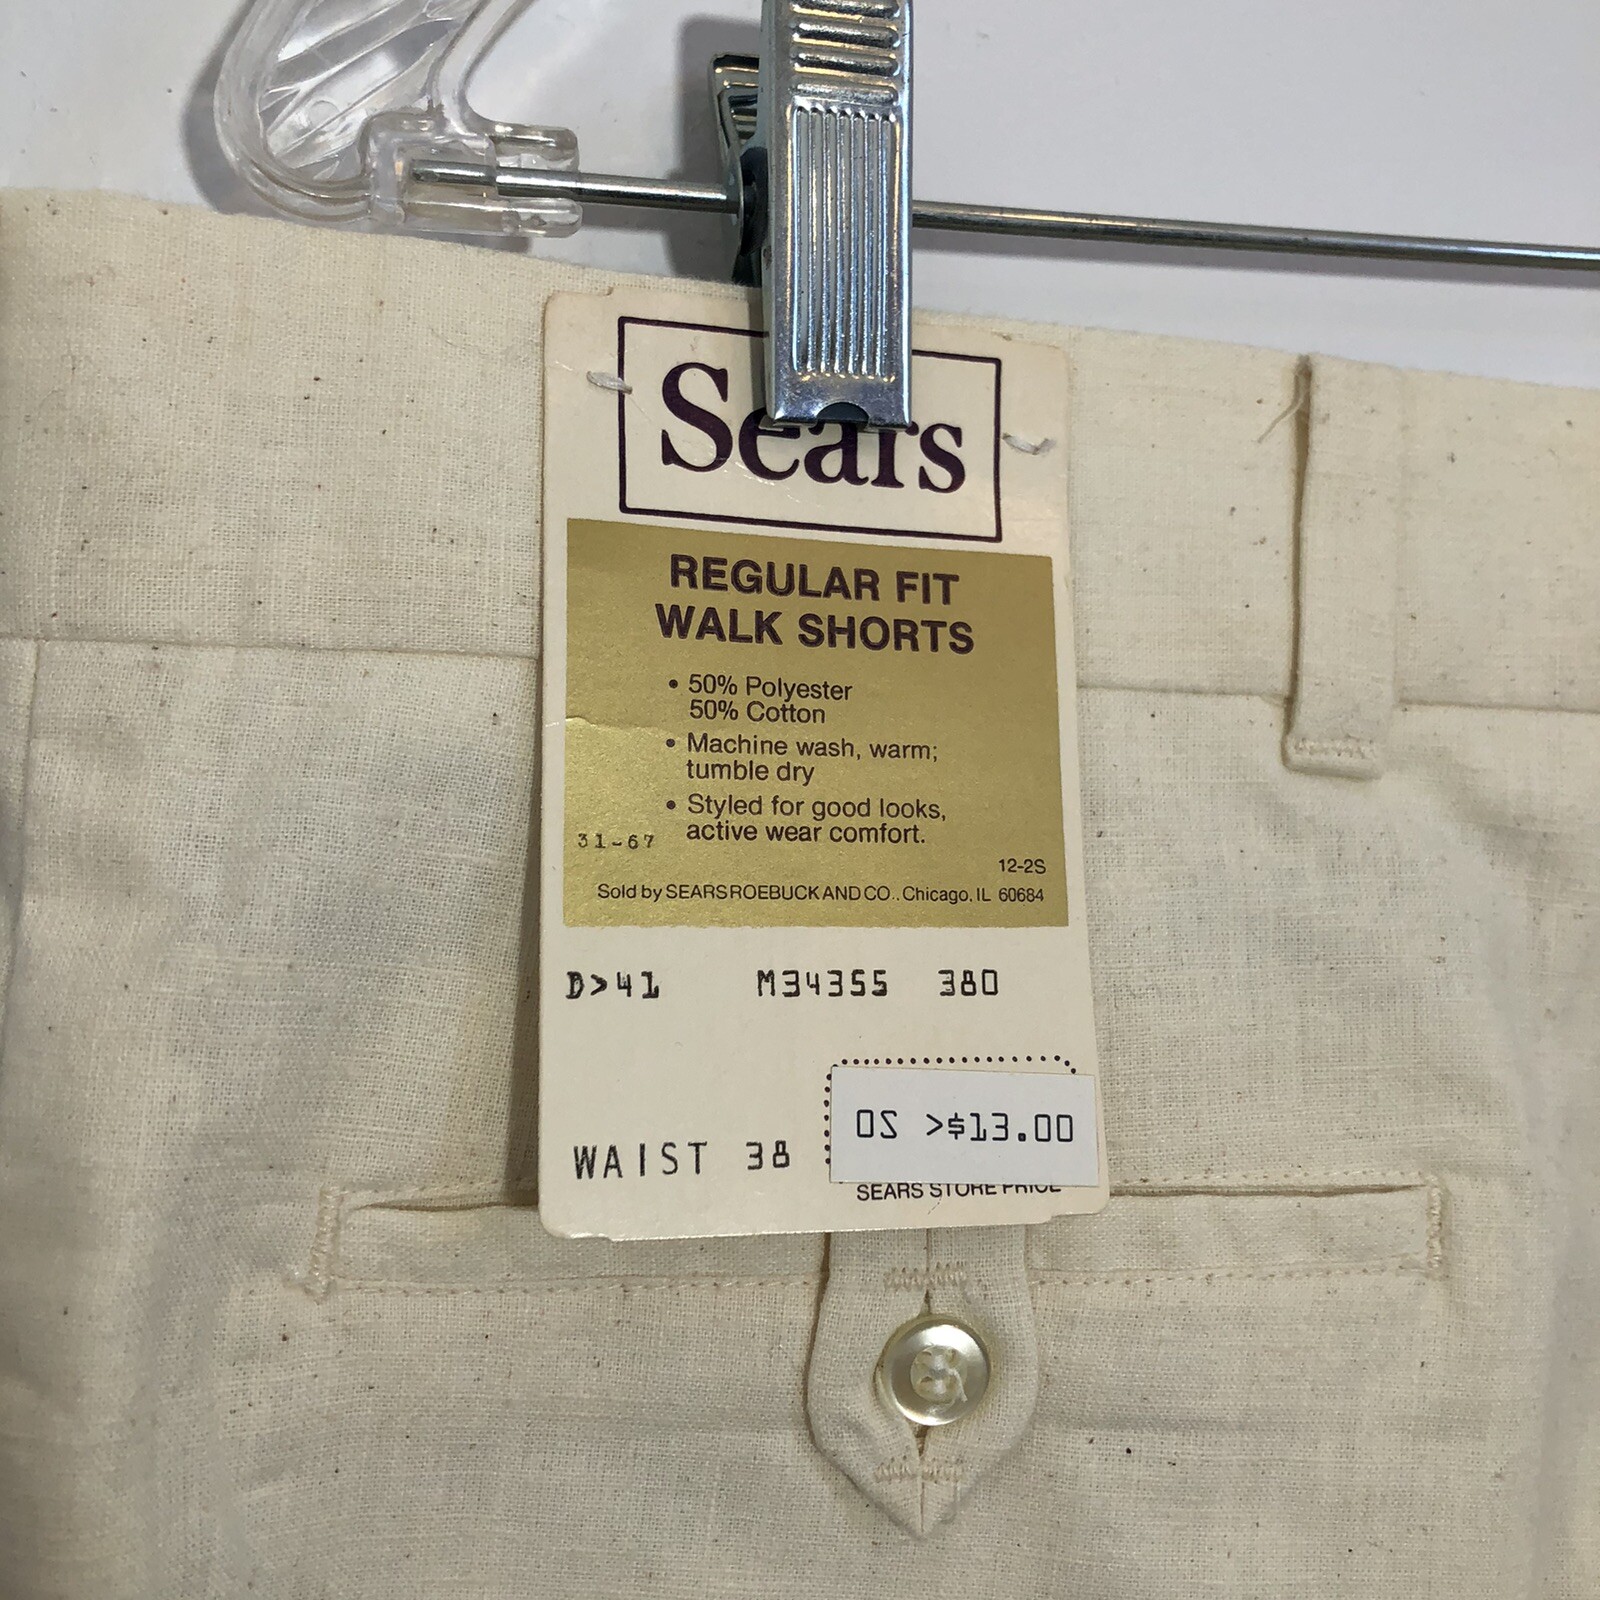 Sears
REGULAR FIT
WALK SHORTS
• 50% Polyester
50% Cotton
• Machine wash, warm;
tumble dry
• Styled for good looks,
active wear comfort.
31-67
12-2S
Sold by SEARS ROEBUCK AND CO., Chicago, IL 60684
D>41 M34355 380
OS >$13.00
WAIST 38
SEARS STORE PRICE